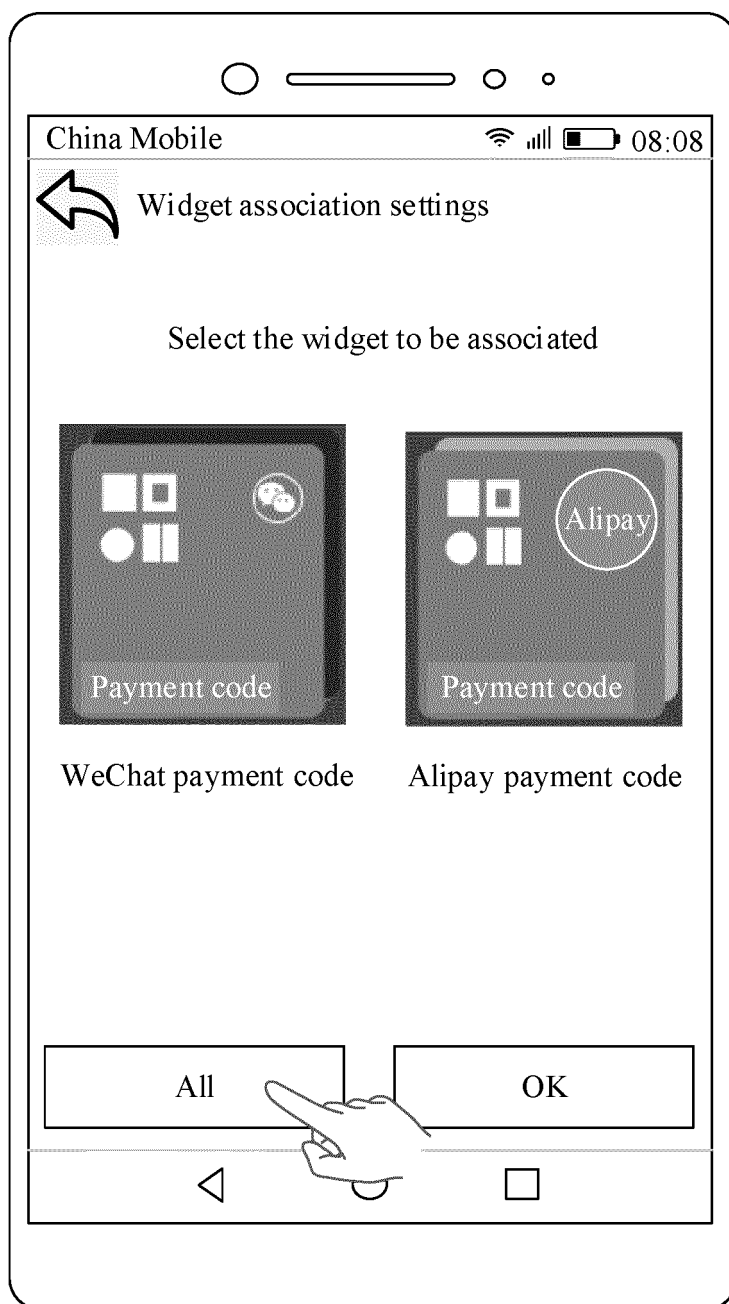 China Mobile 08:08
Widget association settings
Select the widget to be associated
Alipay
Payment code Payment code
WeChat payment code Alipay payment code
All OK